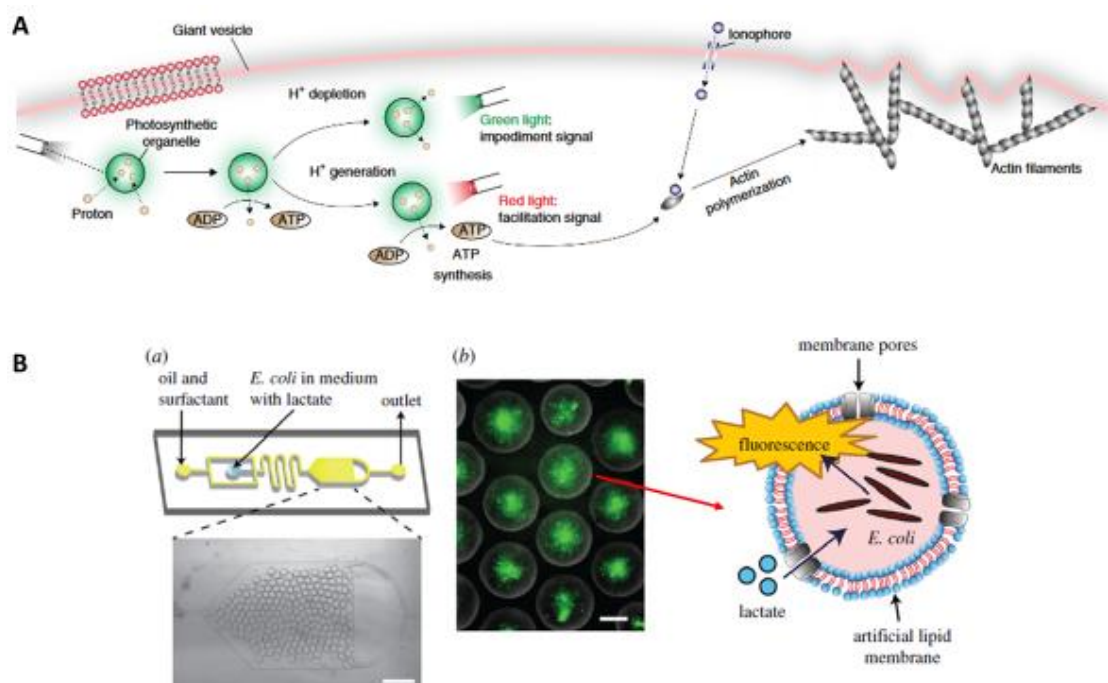 A
Giant vesicle
Ionophore
H⁺ depletion
Green light:
impediment signal
Photosynthetic
organelle
H⁺ generation
Red light:
facilitation signal
Proton
ADP
ATP
ADP
ATP
ATP
synthesis
Actin
polymerization
Actin filaments
B
(a)
oil and
surfactant
E. coli in medium
with lactate
outlet
(b)
membrane pores
fluorescence
E. coli
lactate
artificial lipid
membrane